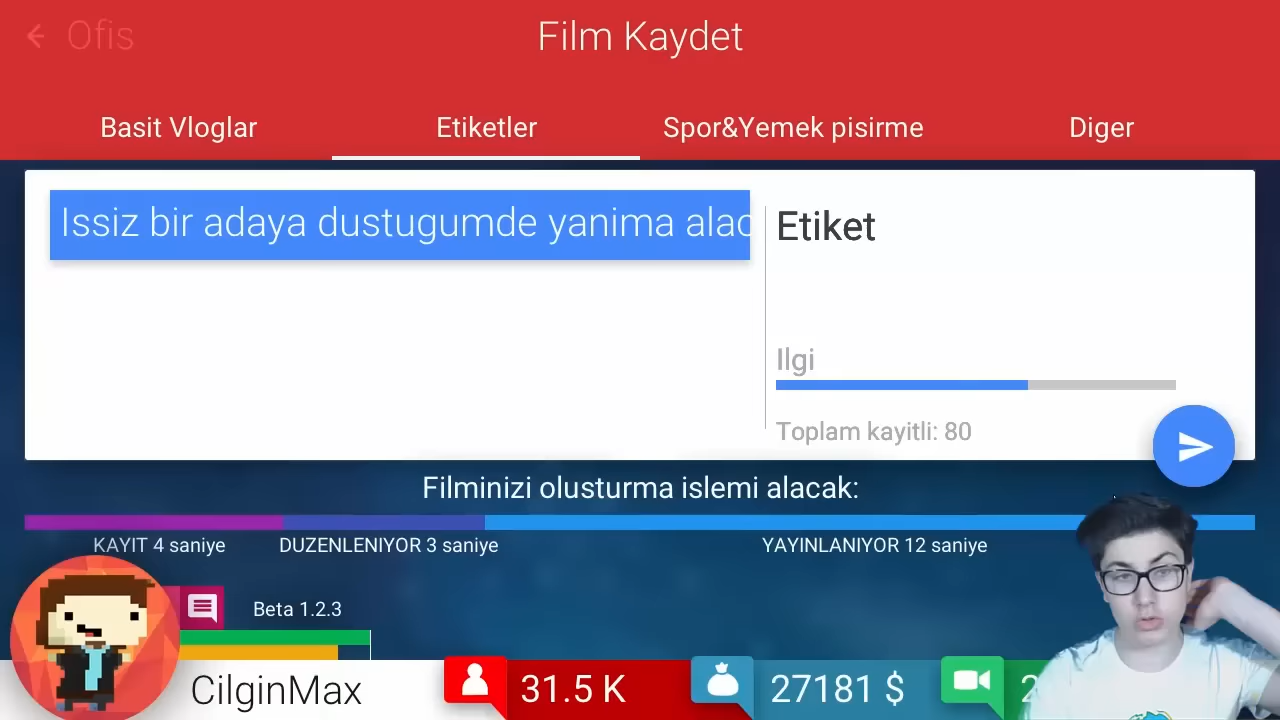 Ofis
Film Kaydet
Basit Vloglar
Etiketler
Spor&Yemek pisirme
Diger
Issiz bir adaya dustugumde yanima alac
Etiket
Ilgi
Toplam kayitli: 80
Filminizi olusturma islemi alacak:
KAYIT 4 saniye
DUZENLENIYOR 3 saniye
YAYINLANIYOR 12 saniye
Beta 1.2.3
CilginMax
31.5 K
27181 $
2